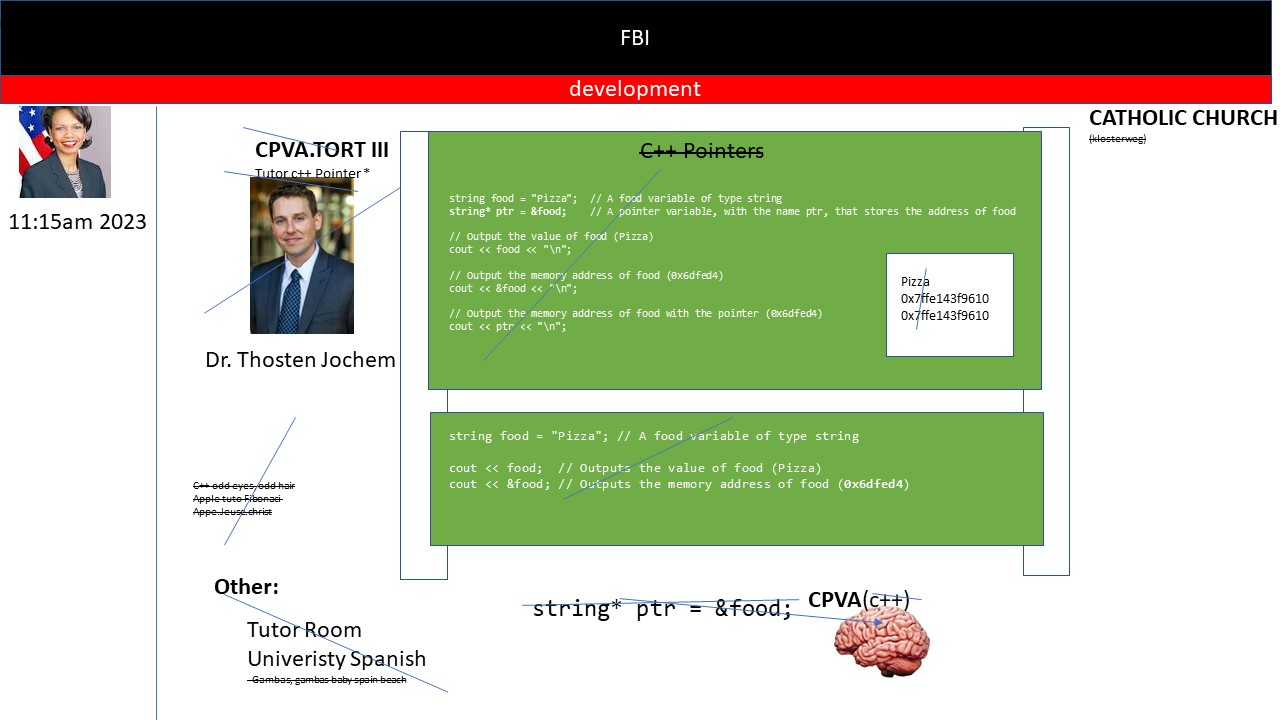 FBI
development
CATHOLIC CHURCH
(klosterweg)
11:15am 2023
CPVA.TORT III
Tutor c++ Pointer *
Dr. Thosten Jochem
C++ Pointers
string food = "Pizza";  // A food variable of type string
string* ptr = &food;    // A pointer variable, with the name ptr, that stores the address of food
// Output the value of food (Pizza)
cout << food << "\n";
// Output the memory address of food (0x6dfed4)
cout << &food << "\n";
// Output the memory address of food with the pointer (0x6dfed4)
cout << ptr << "\n";
Pizza
0x7ffe143f9610
0x7ffe143f9610
string food = "Pizza"; // A food variable of type string
cout << food;  // Outputs the value of food (Pizza)
cout << &food; // Outputs the memory address of food (0x6dfed4)
C++ odd eyes, odd hair
Apple tuto Fibonaci
Appe.Jeuse.christ
Other:
Tutor Room
Univeristy Spanish
- Gambas, gambas baby spain beach
string* ptr = &food;
CPVA(c++)